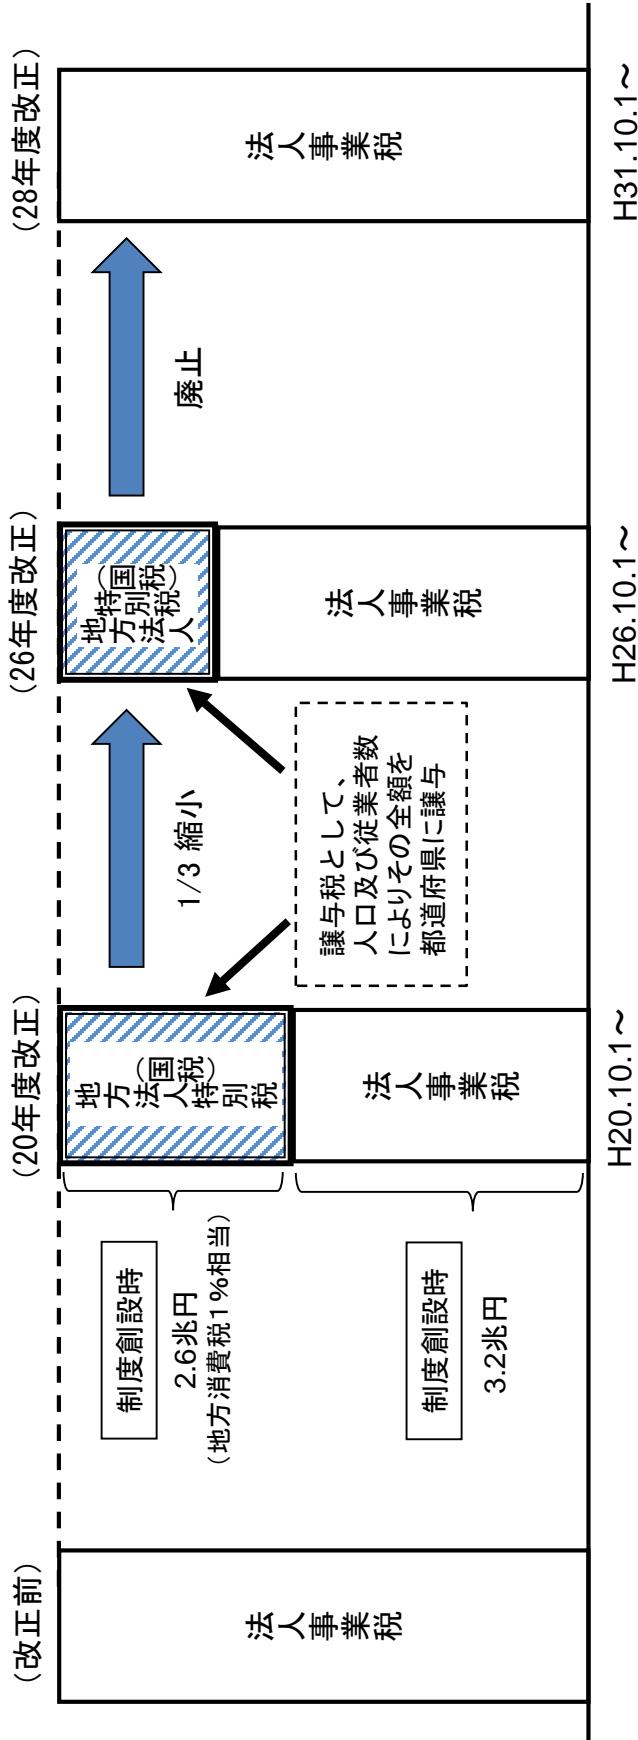 (改正前)
法人事業税
制度創設時
2.6兆円
(地方消費税1%相当)
制度創設時
3.2兆円
(20年度改正)
地方法人特別税
(国税)
法人事業税
H20.10.1～
1/3 縮小
譲与税として、
人口及び従業者数
によりその全額を
都道府県に譲与
(26年度改正)
地方法人
特別税
(国税)
法人事業税
H26.10.1～
廃止
(28年度改正)
法人事業税
H31.10.1～